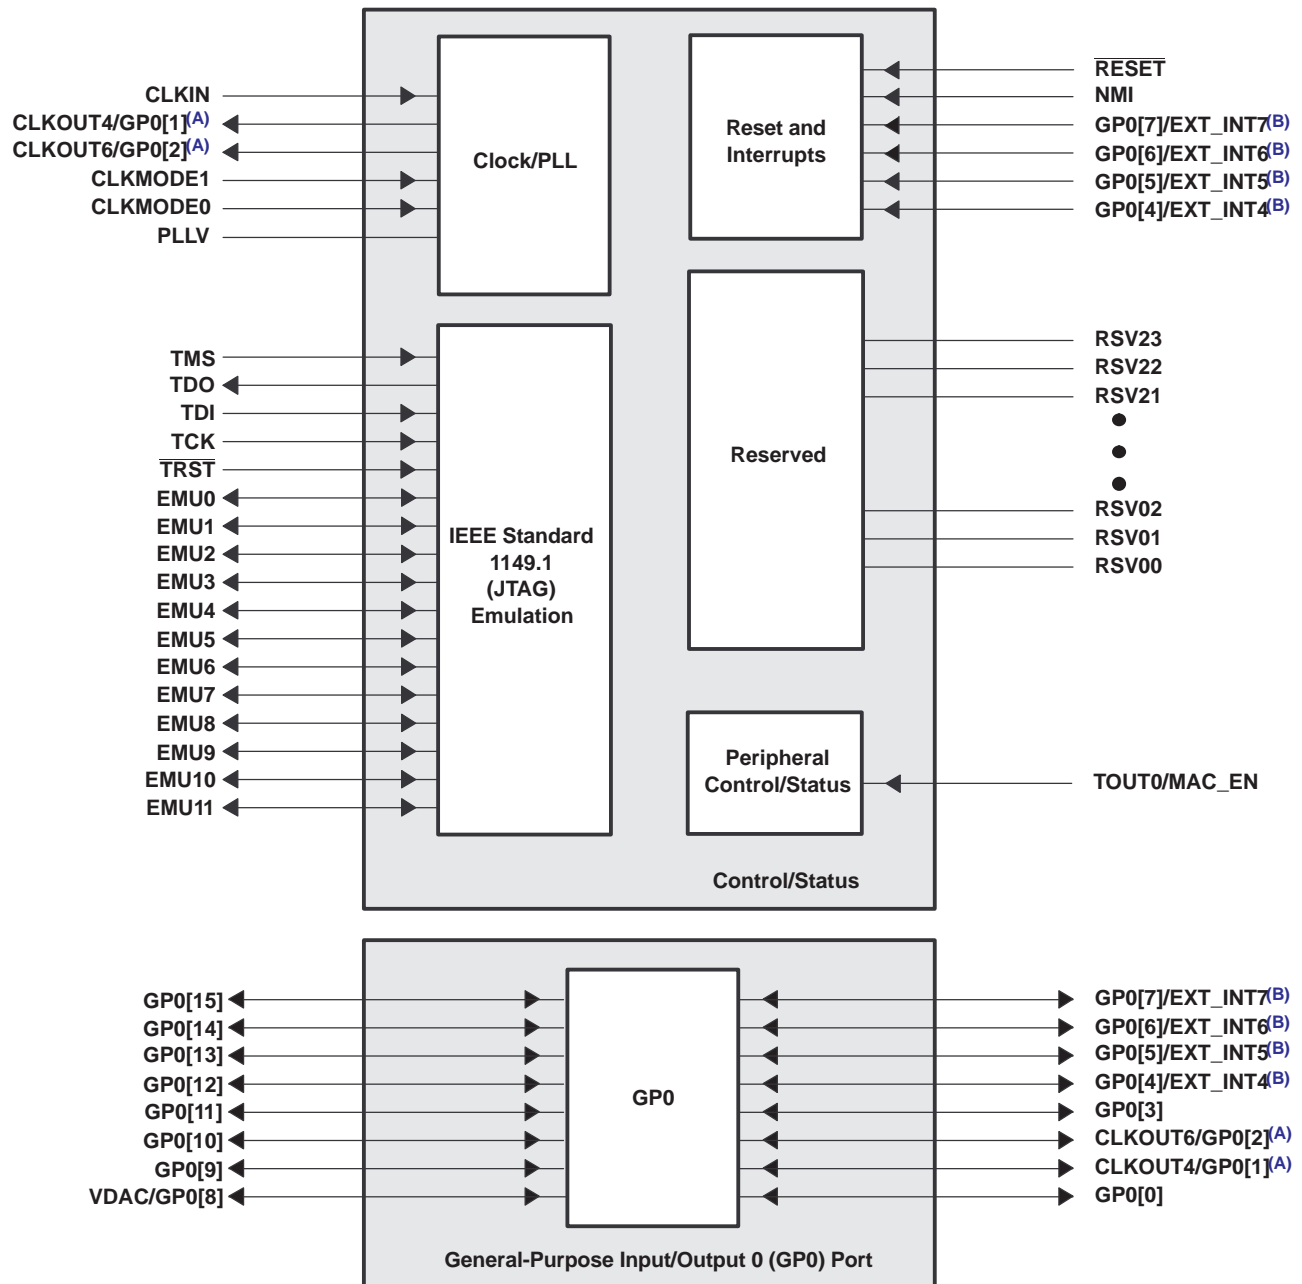 CLKIN
CLKOUT4/GP0[1](A)
CLKOUT6/GP0[2](A)
CLKMODE1
CLKMODE0
PLLV
Clock/PLL
Reset and
Interrupts
RESET
NMI
GP0[7]/EXT_INT7(B)
GP0[6]/EXT_INT6(B)
GP0[5]/EXT_INT5(B)
GP0[4]/EXT_INT4(B)
TMS
TDO
TDI
TCK
TRST
EMU0
EMU1
EMU2
EMU3
EMU4
EMU5
EMU6
EMU7
EMU8
EMU9
EMU10
EMU11
IEEE Standard
1149.1
(JTAG)
Emulation
Reserved
RSV23
RSV22
RSV21
RSV02
RSV01
RSV00
Peripheral
Control/Status
TOUT0/MAC_EN
Control/Status
GP0[15]
GP0[14]
GP0[13]
GP0[12]
GP0[11]
GP0[10]
GP0[9]
VDAC/GP0[8]
GP0
GP0[7]/EXT_INT7(B)
GP0[6]/EXT_INT6(B)
GP0[5]/EXT_INT5(B)
GP0[4]/EXT_INT4(B)
GP0[3]
CLKOUT6/GP0[2](A)
CLKOUT4/GP0[1](A)
GP0[0]
General-Purpose Input/Output 0 (GP0) Port